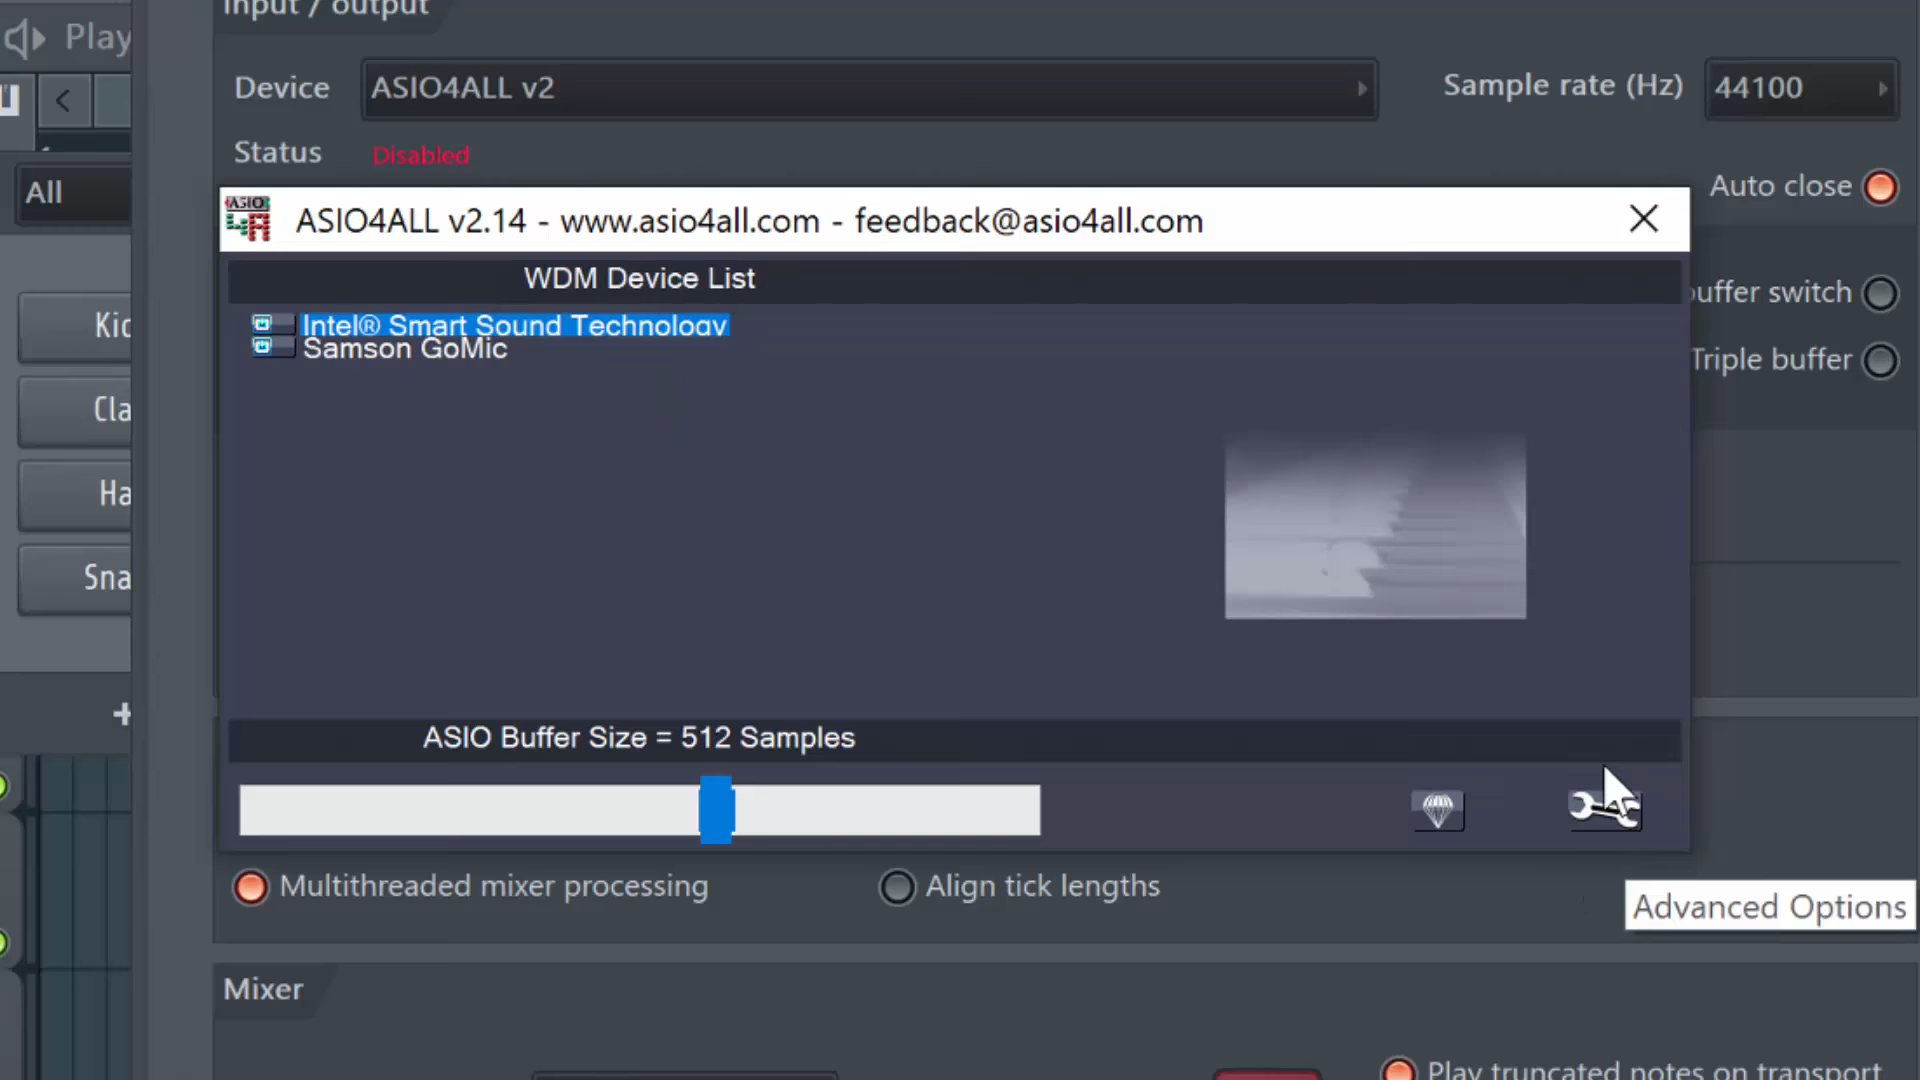 Input / output
Play
Device
ASIO4ALL v2
Sample rate (Hz)
44100
Status
Disabled
All
Auto close
ASIO
ASIO4ALL v2.14 - www.asio4all.com - feedback@asio4all.com
WDM Device List
uffer switch
Intel® Smart Sound Technology
Samson GoMic
Kic
Triple buffer
Cla
Ha
Sna
ASIO Buffer Size = 512 Samples
Multithreaded mixer processing
Align tick lengths
Advanced Options
Mixer
Play truncated notes on transport